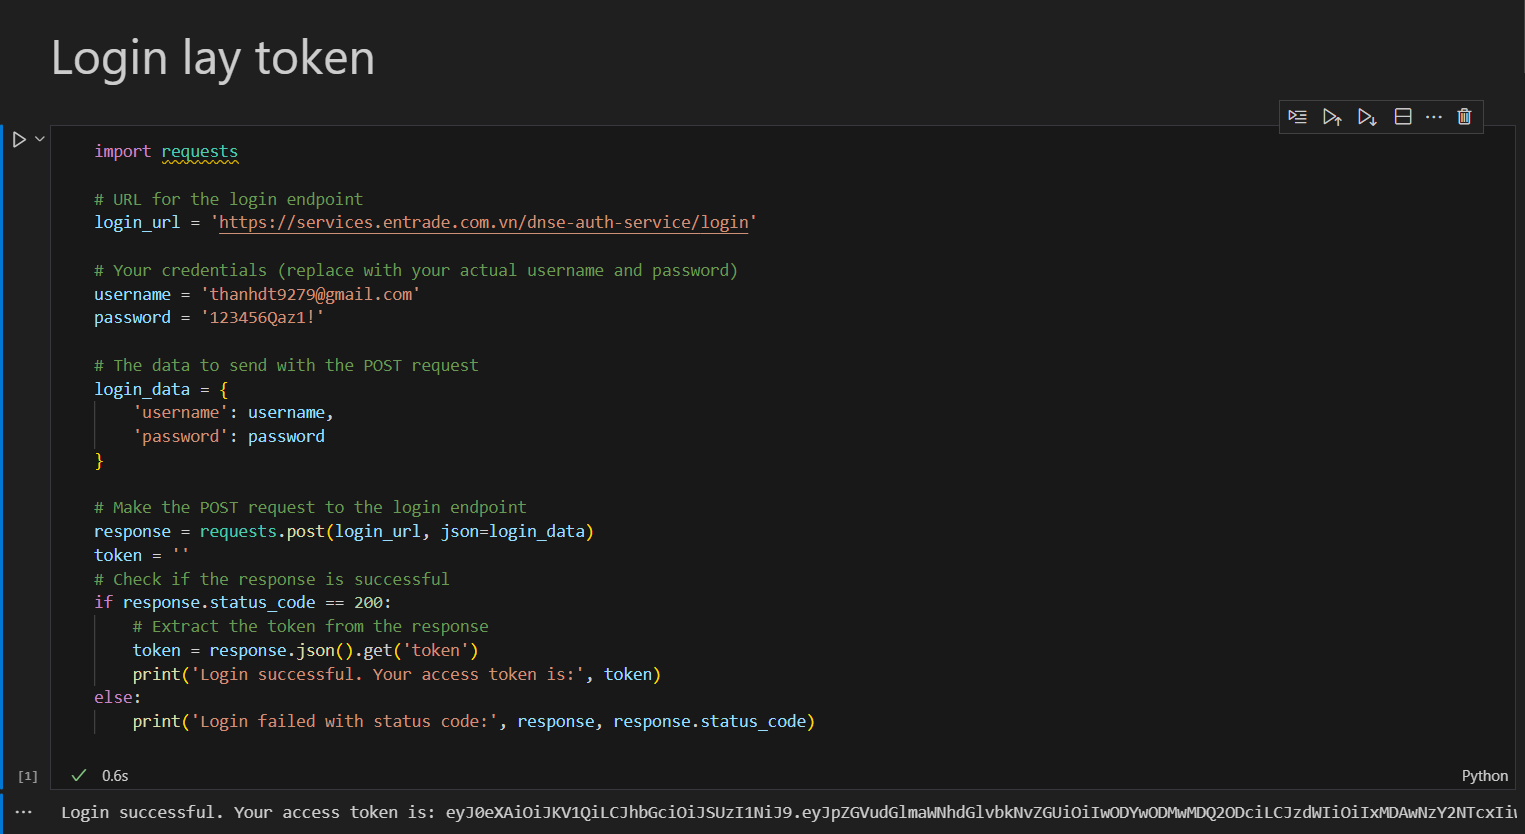 Login lay token
import requests
# URL for the login endpoint
login_url = 'https://services.entrade.com.vn/dnse-auth-service/login'
# Your credentials (replace with your actual username and password)
username = 'thanhdt9279@gmail.com'
password = '123456Qaz1!'
# The data to send with the POST request
login_data = {
    'username': username,
    'password': password
}
# Make the POST request to the login endpoint
response = requests.post(login_url, json=login_data)
token = ''
# Check if the response is successful
if response.status_code == 200:
    # Extract the token from the response
    token = response.json().get('token')
    print('Login successful. Your access token is:', token)
else:
    print('Login failed with status code:', response, response.status_code)
[1] 0.6s Python
Login successful. Your access token is: